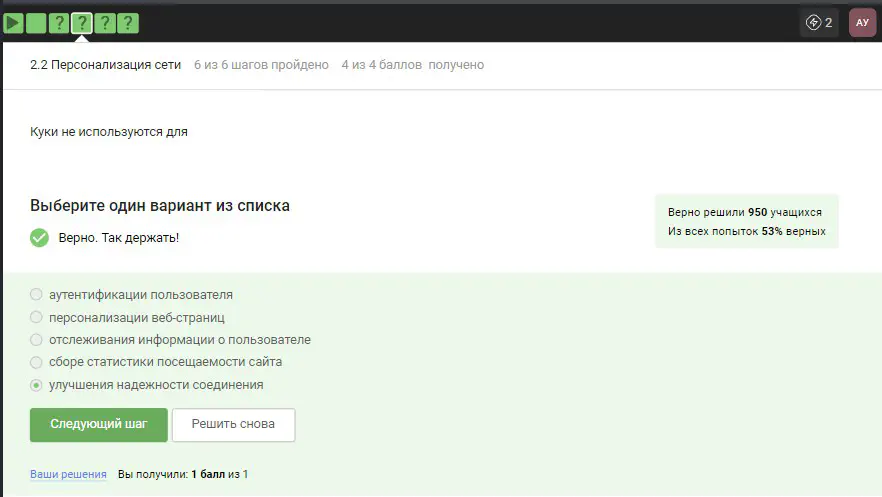 ? ? ? ?
2
АУ
2.2 Персонализация сети 6 из 6 шагов пройдено 4 из 4 баллов получено
Куки не используются для
Выберите один вариант из списка
Верно. Так держать!
Верно решили 950 учащихся
Из всех попыток 53% верных
аутентификации пользователя
персонализации веб-страниц
отслеживания информации о пользователе
сборе статистики посещаемости сайта
улучшения надежности соединения
Следующий шаг Решить снова
Ваши решения Вы получили: 1 балл из 1